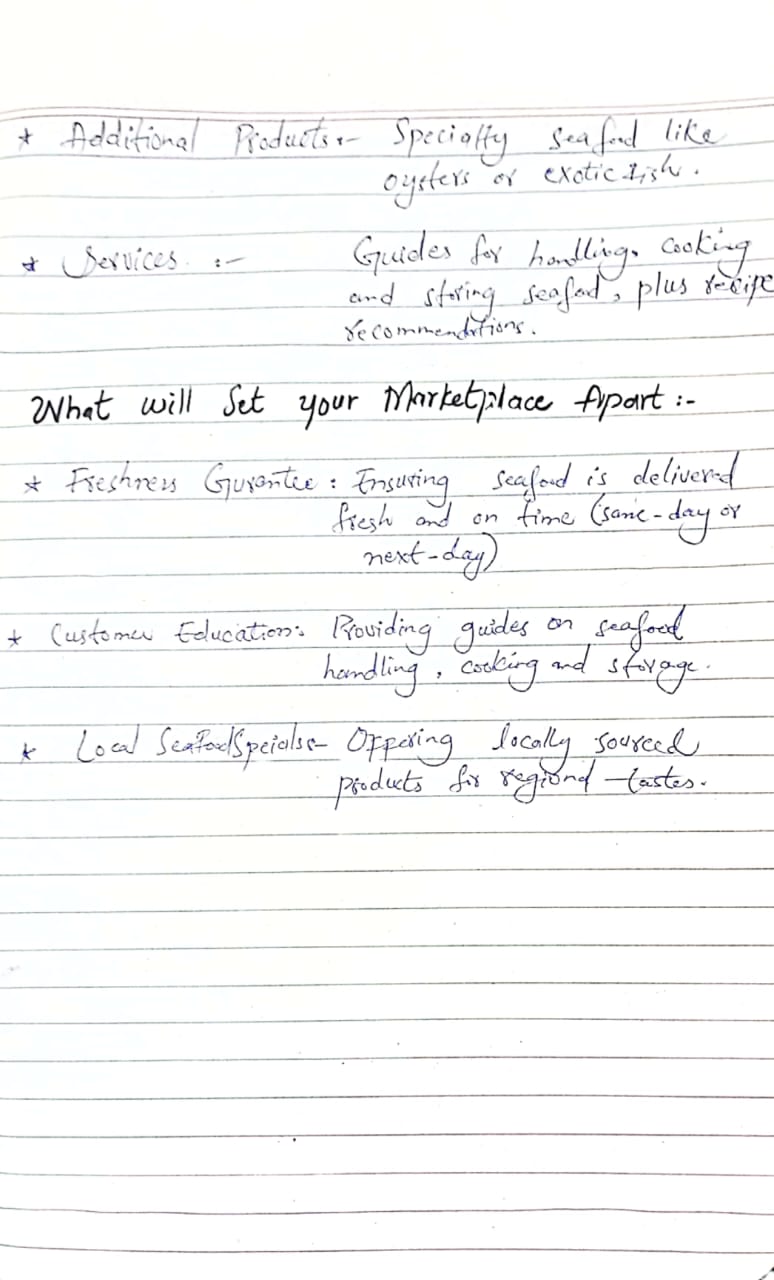 * Additional Products:- Specialty seafood like
oysters or exotic fish.
* Services :- Guides for handling, cooking
and storing seafood, plus recipe
recommendations.
What will Set your Marketplace Apart :-
* Freshness Gurantee : Ensuring seafood is delivered
fresh and on time (same-day or
next-day)
* Customer Education: Providing guides on seafood
handling, cooking and storage.
* Local SeaFoodSpecials:- Offering locally sourced
products for regional tastes.